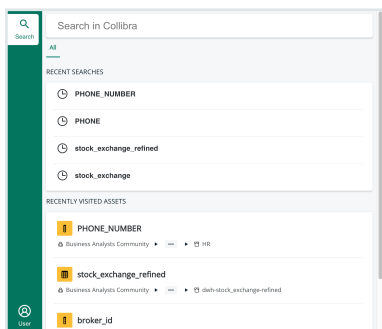 Search in Collibra
Search
All
RECENT SEARCHES
PHONE_NUMBER
PHONE
stock_exchange_refined
stock_exchange
RECENTLY VISITED ASSETS
PHONE_NUMBER
Business Analysts Community ▸ ••• ▸ HR
stock_exchange_refined
Business Analysts Community ▸ ••• ▸ dwh-stock_exchange-refined
broker_id
User